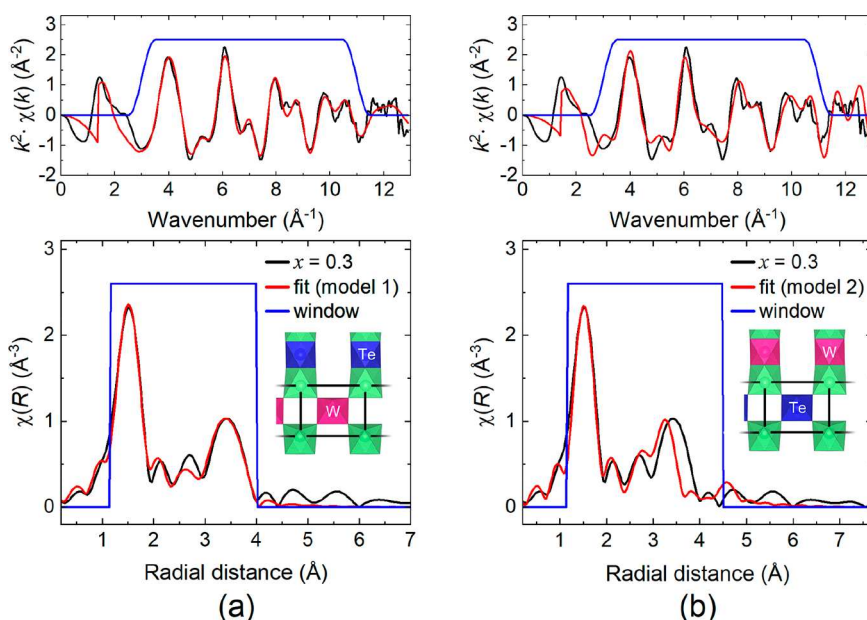 3
2
1
0
-1
-2
k²· χ(k) (Å⁻²)
0 2 4 6 8 10 12
Wavenumber (Å⁻¹)
3
2
1
0
-1
-2
k²· χ(k) (Å⁻²)
0 2 4 6 8 10 12
Wavenumber (Å⁻¹)
3
2
1
0
χ(R) (Å⁻³)
x = 0.3
fit (model 1)
window
Te
W
1 2 3 4 5 6 7
Radial distance (Å)
(a)
3
2
1
0
χ(R) (Å⁻³)
x = 0.3
fit (model 2)
window
W
Te
1 2 3 4 5 6 7
Radial distance (Å)
(b)